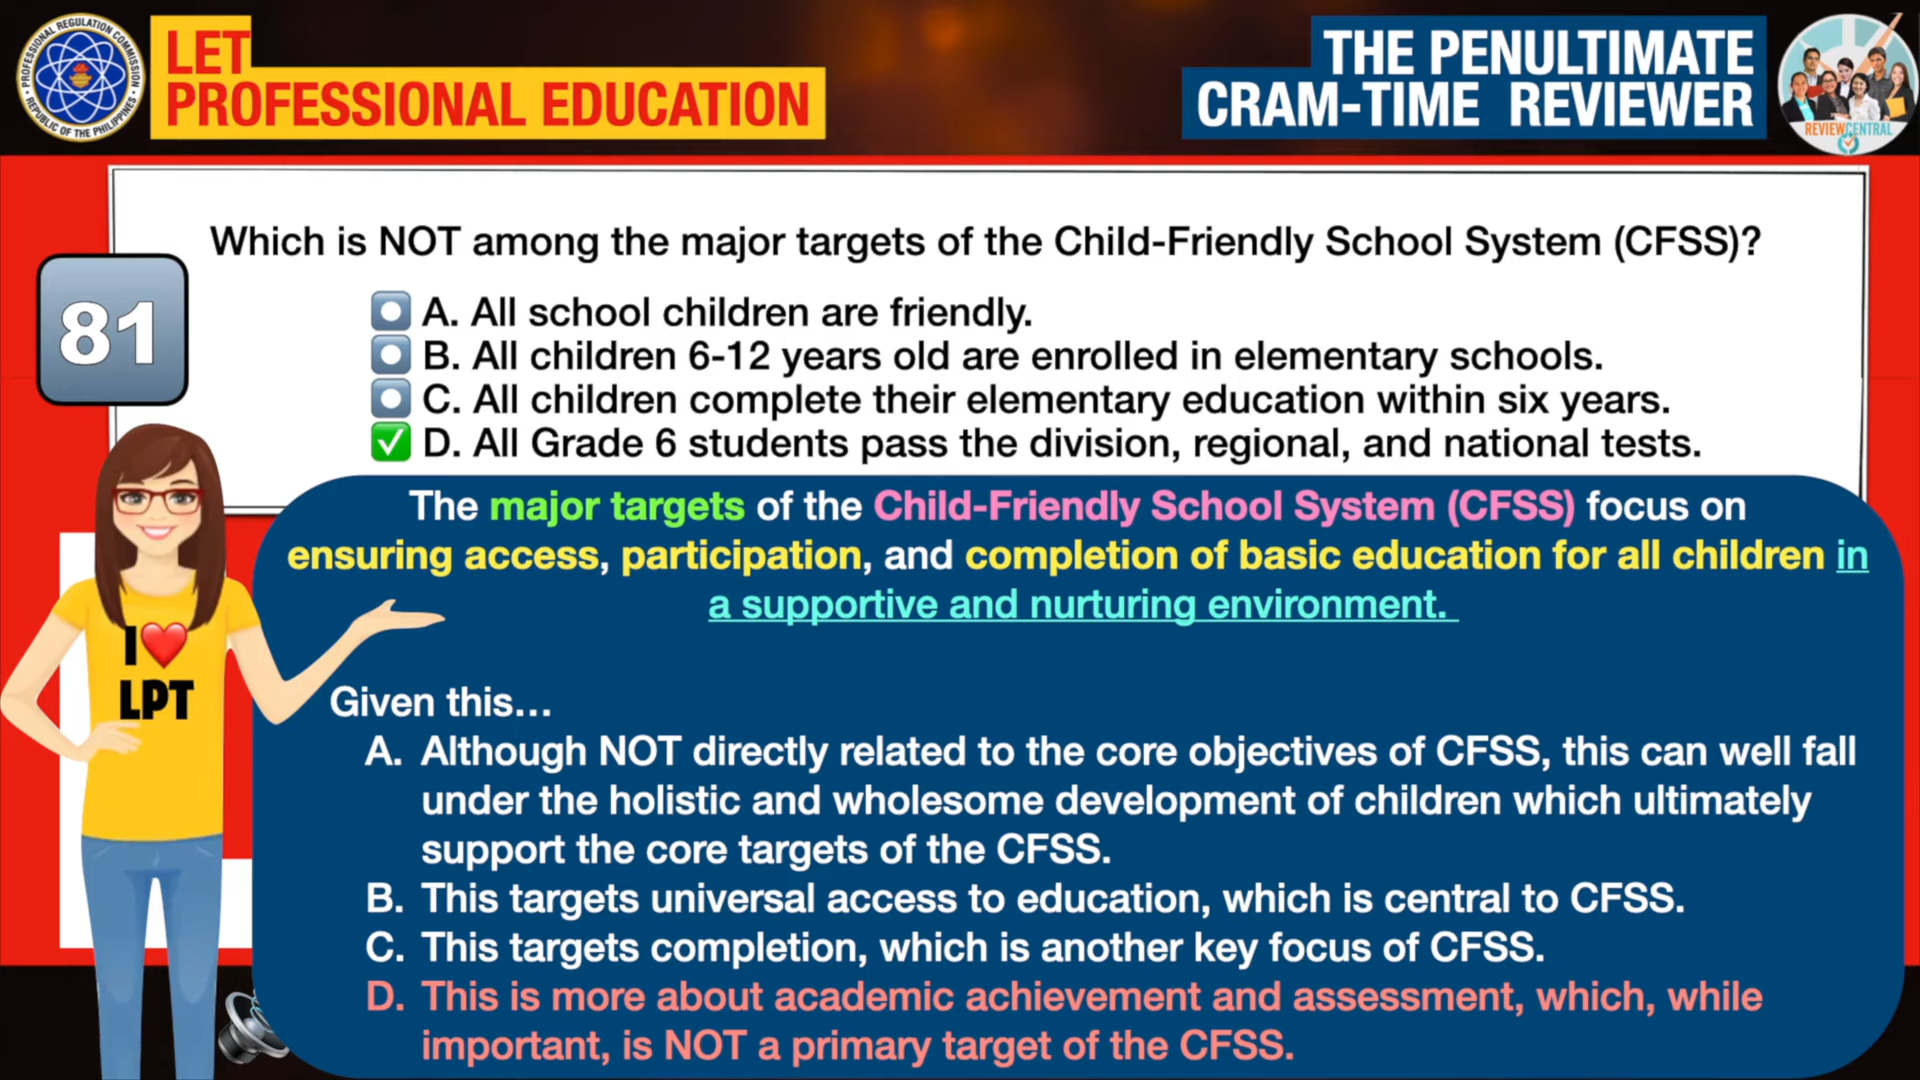 PROFESSIONAL REGULATION COMMISSION
REPUBLIC OF THE PHILIPPINES
LET
PROFESSIONAL EDUCATION
THE PENULTIMATE
CRAM-TIME REVIEWER
REVIEWCENTRAL
81
Which is NOT among the major targets of the Child-Friendly School System (CFSS)?
A. All school children are friendly.
B. All children 6-12 years old are enrolled in elementary schools.
C. All children complete their elementary education within six years.
D. All Grade 6 students pass the division, regional, and national tests.
The major targets of the Child-Friendly School System (CFSS) focus on
ensuring access, participation, and completion of basic education for all children in
a supportive and nurturing environment.
I ❤️
LPT
Given this...
A. Although NOT directly related to the core objectives of CFSS, this can well fall
under the holistic and wholesome development of children which ultimately
support the core targets of the CFSS.
B. This targets universal access to education, which is central to CFSS.
C. This targets completion, which is another key focus of CFSS.
D. This is more about academic achievement and assessment, which, while
important, is NOT a primary target of the CFSS.